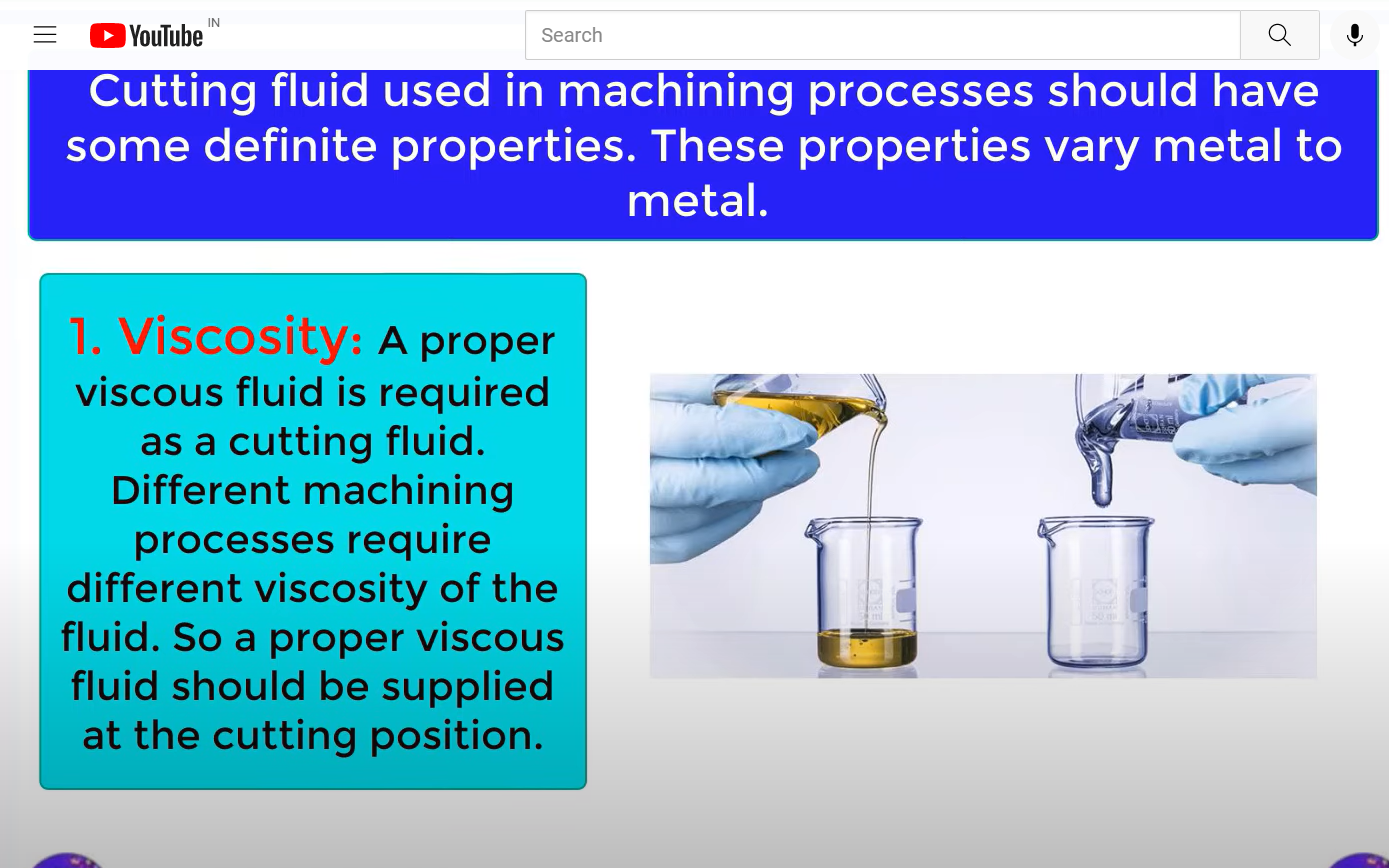 YouTube IN
Search
Cutting fluid used in machining processes should have
some definite properties. These properties vary metal to
metal.
1. Viscosity: A proper
viscous fluid is required
as a cutting fluid.
Different machining
processes require
different viscosity of the
fluid. So a proper viscous
fluid should be supplied
at the cutting position.